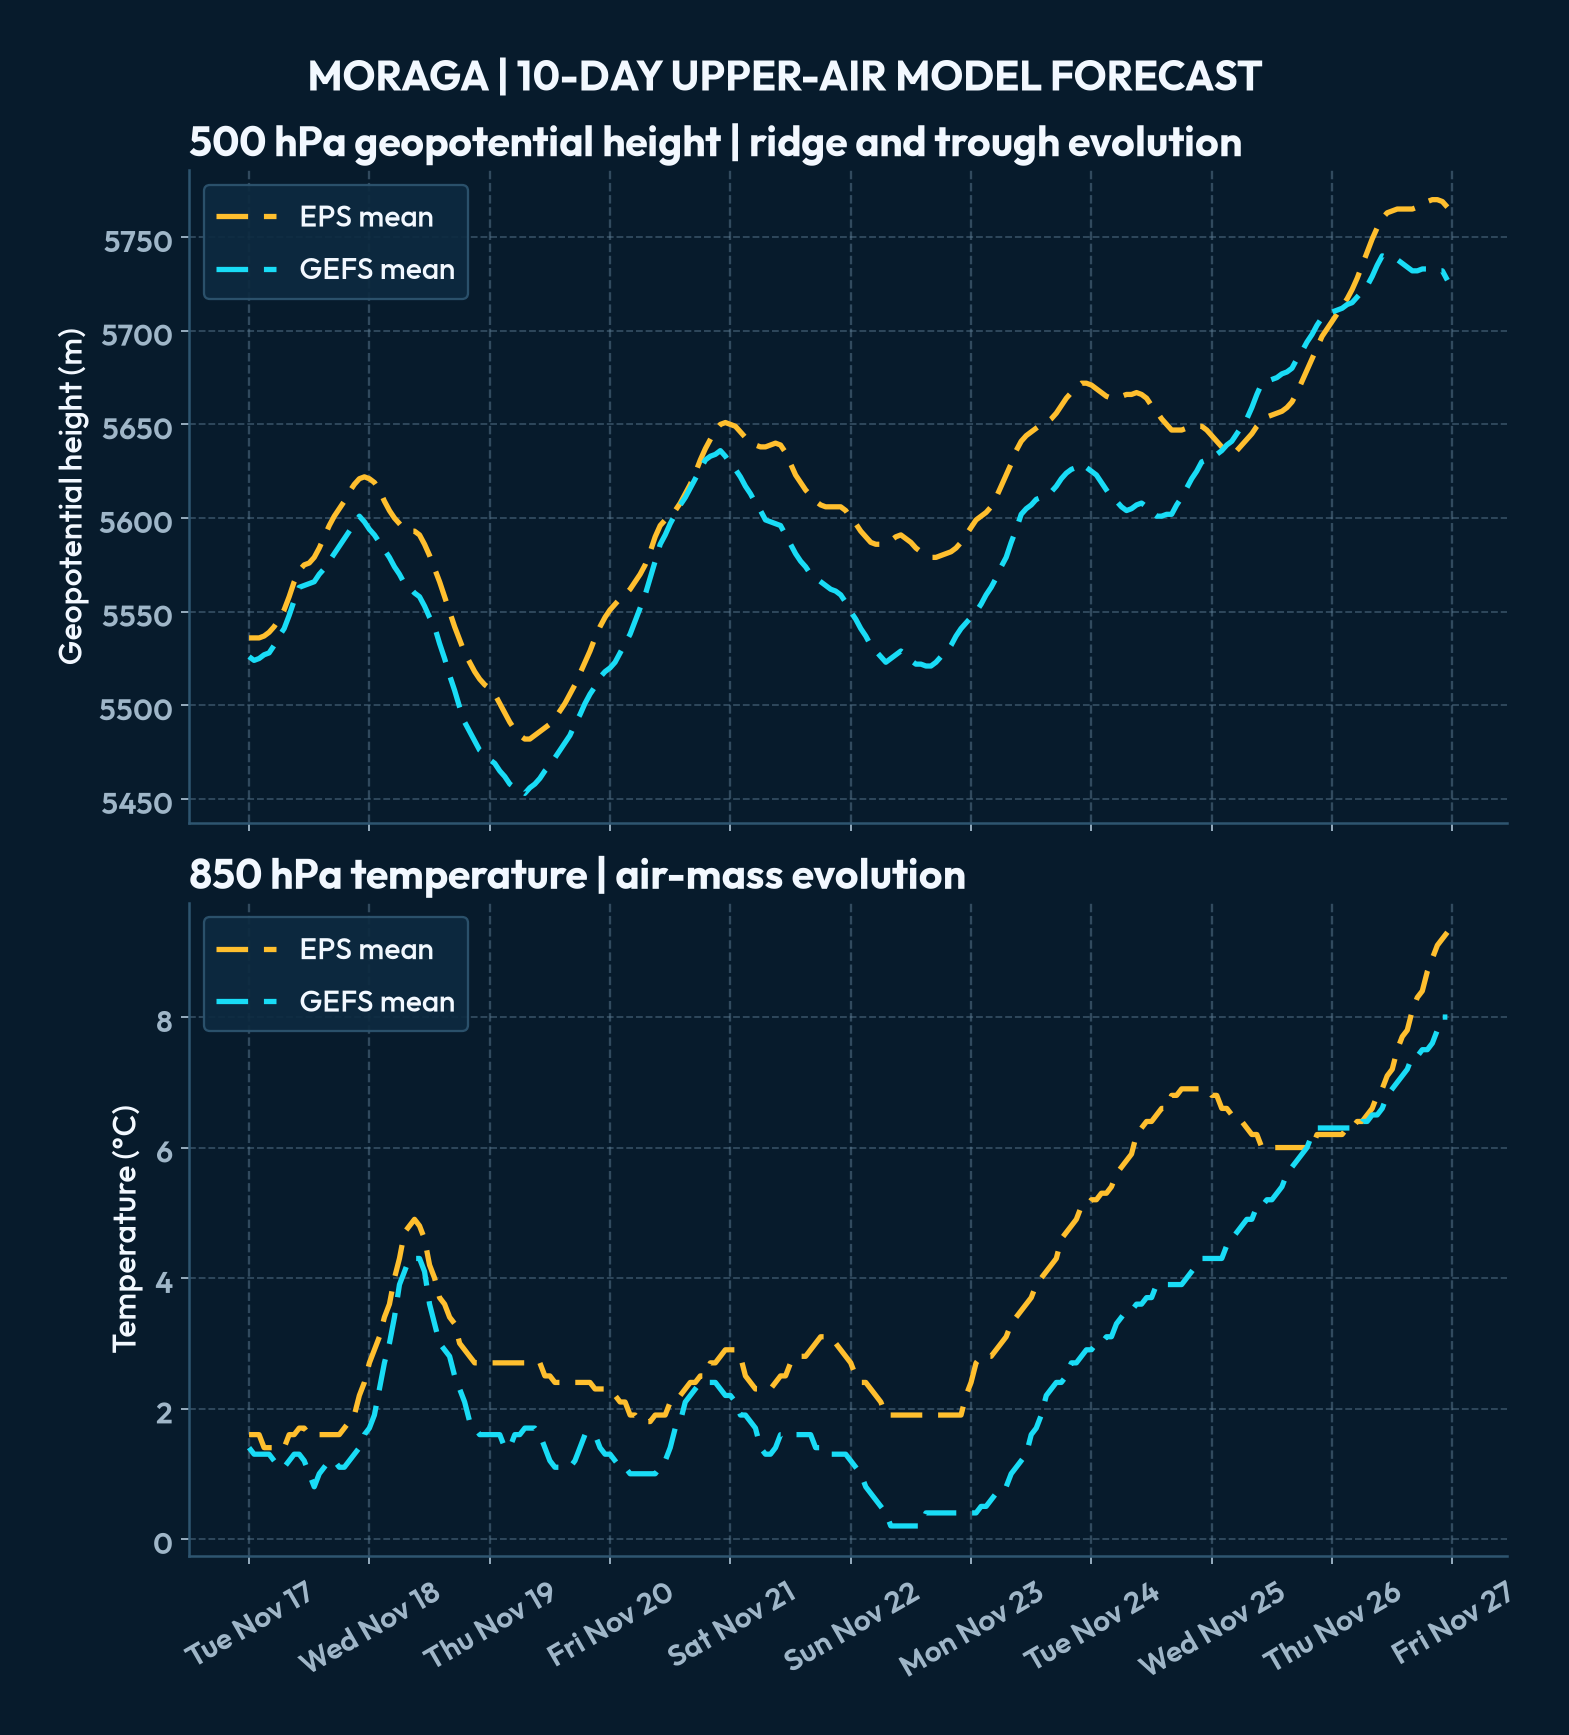 MORAGA | 10-DAY UPPER-AIR MODEL FORECAST
500 hPa geopotential height | ridge and trough evolution
EPS mean
GEFS mean
Geopotential height (m)
5750
5700
5650
5600
5550
5500
5450
850 hPa temperature | air-mass evolution
EPS mean
GEFS mean
Temperature (°C)
8
6
4
2
0
Tue Nov 17
Wed Nov 18
Thu Nov 19
Fri Nov 20
Sat Nov 21
Sun Nov 22
Mon Nov 23
Tue Nov 24
Wed Nov 25
Thu Nov 26
Fri Nov 27